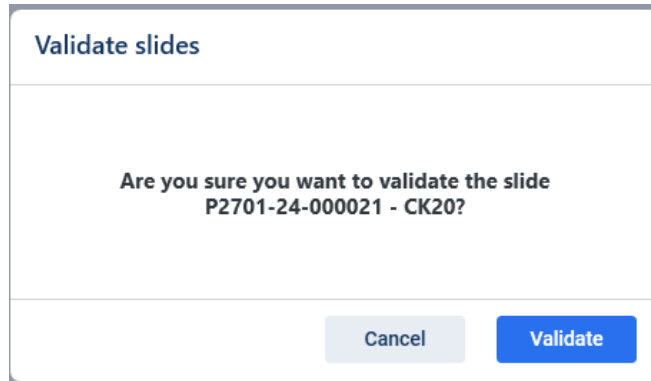 Validate slides
Are you sure you want to validate the slide
P2701-24-000021 - CK20?
Cancel
Validate